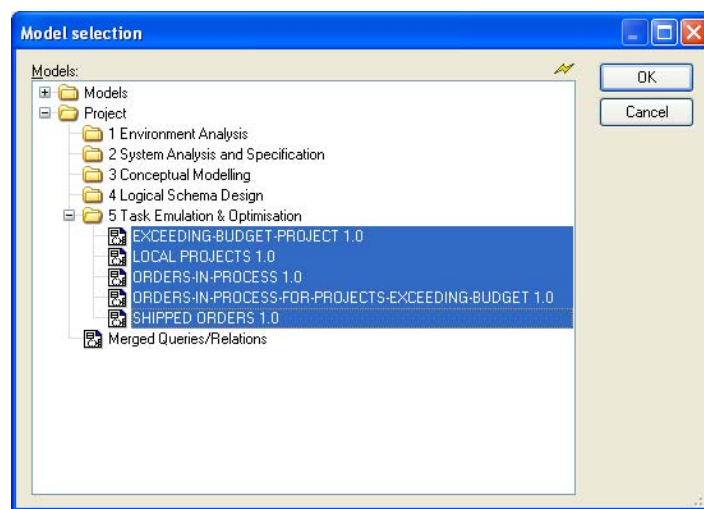 Model selection
Models:
OK
Models
Project
Cancel
1 Environment Analysis
2 System Analysis and Specification
3 Conceptual Modelling
4 Logical Schema Design
5 Task Emulation & Optimisation
EXCEEDING-BUDGET-PROJECT 1.0
LOCAL PROJECTS 1.0
ORDERS-IN-PROCESS 1.0
ORDERS-IN-PROCESS-FOR-PROJECTS-EXCEEDING-BUDGET 1.0
SHIPPED ORDERS 1.0
Merged Queries/Relations